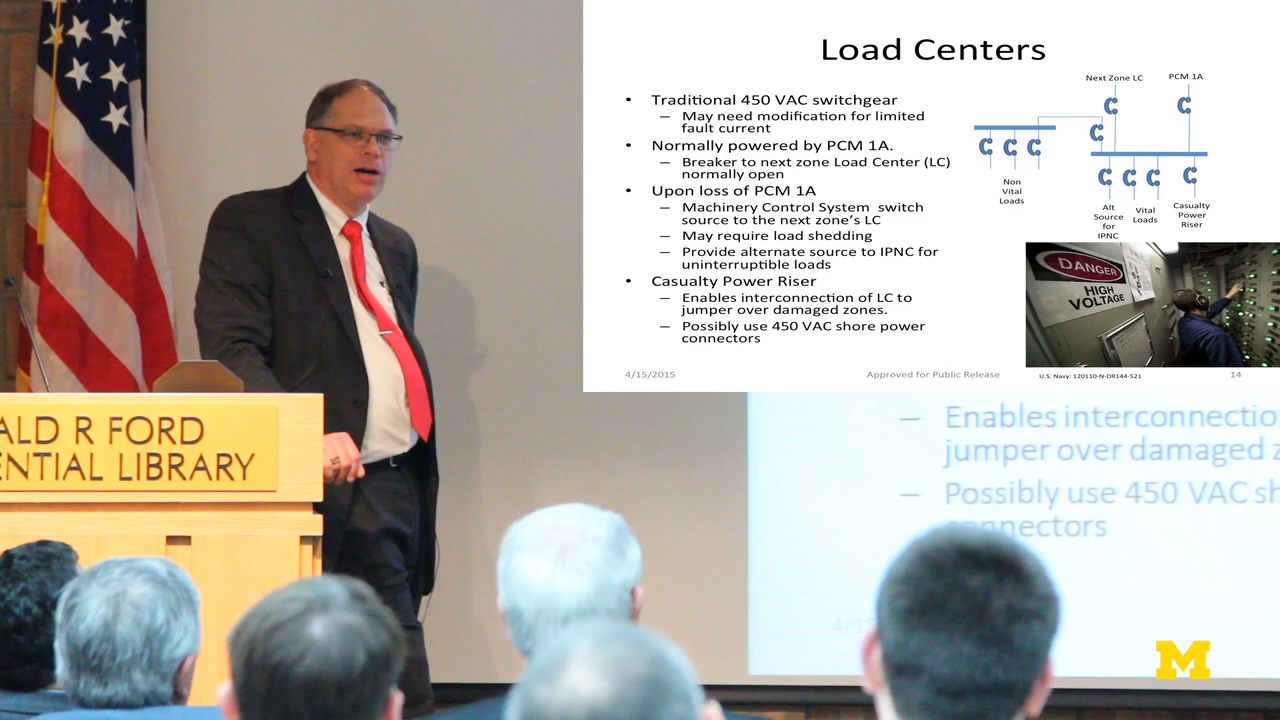 Load Centers
• Traditional 450 VAC switchgear
– May need modification for limited
fault current
• Normally powered by PCM 1A.
– Breaker to next zone Load Center (LC)
normally open
• Upon loss of PCM 1A
– Machinery Control System switch
source to the next zone's LC
– May require load shedding
– Provide alternate source to IPNC for
uninterruptible loads
• Casualty Power Riser
– Enables interconnection of LC to
jumper over damaged zones.
– Possibly use 450 VAC shore power
connectors
Next Zone LC
PCM 1A
Non
Vital
Loads
Alt
Source
for
IPNC
Vital
Loads
Casualty
Power
Riser
DANGER
HIGH
VOLTAGE
4/15/2015
Approved for Public Release
U.S. Navy: 120110-N-DR144-521
14
ALD R FORD
ENTIAL LIBRARY
– Enables interconnectio
jumper over damaged z
– Possibly use 450 VAC sh
connectors
M